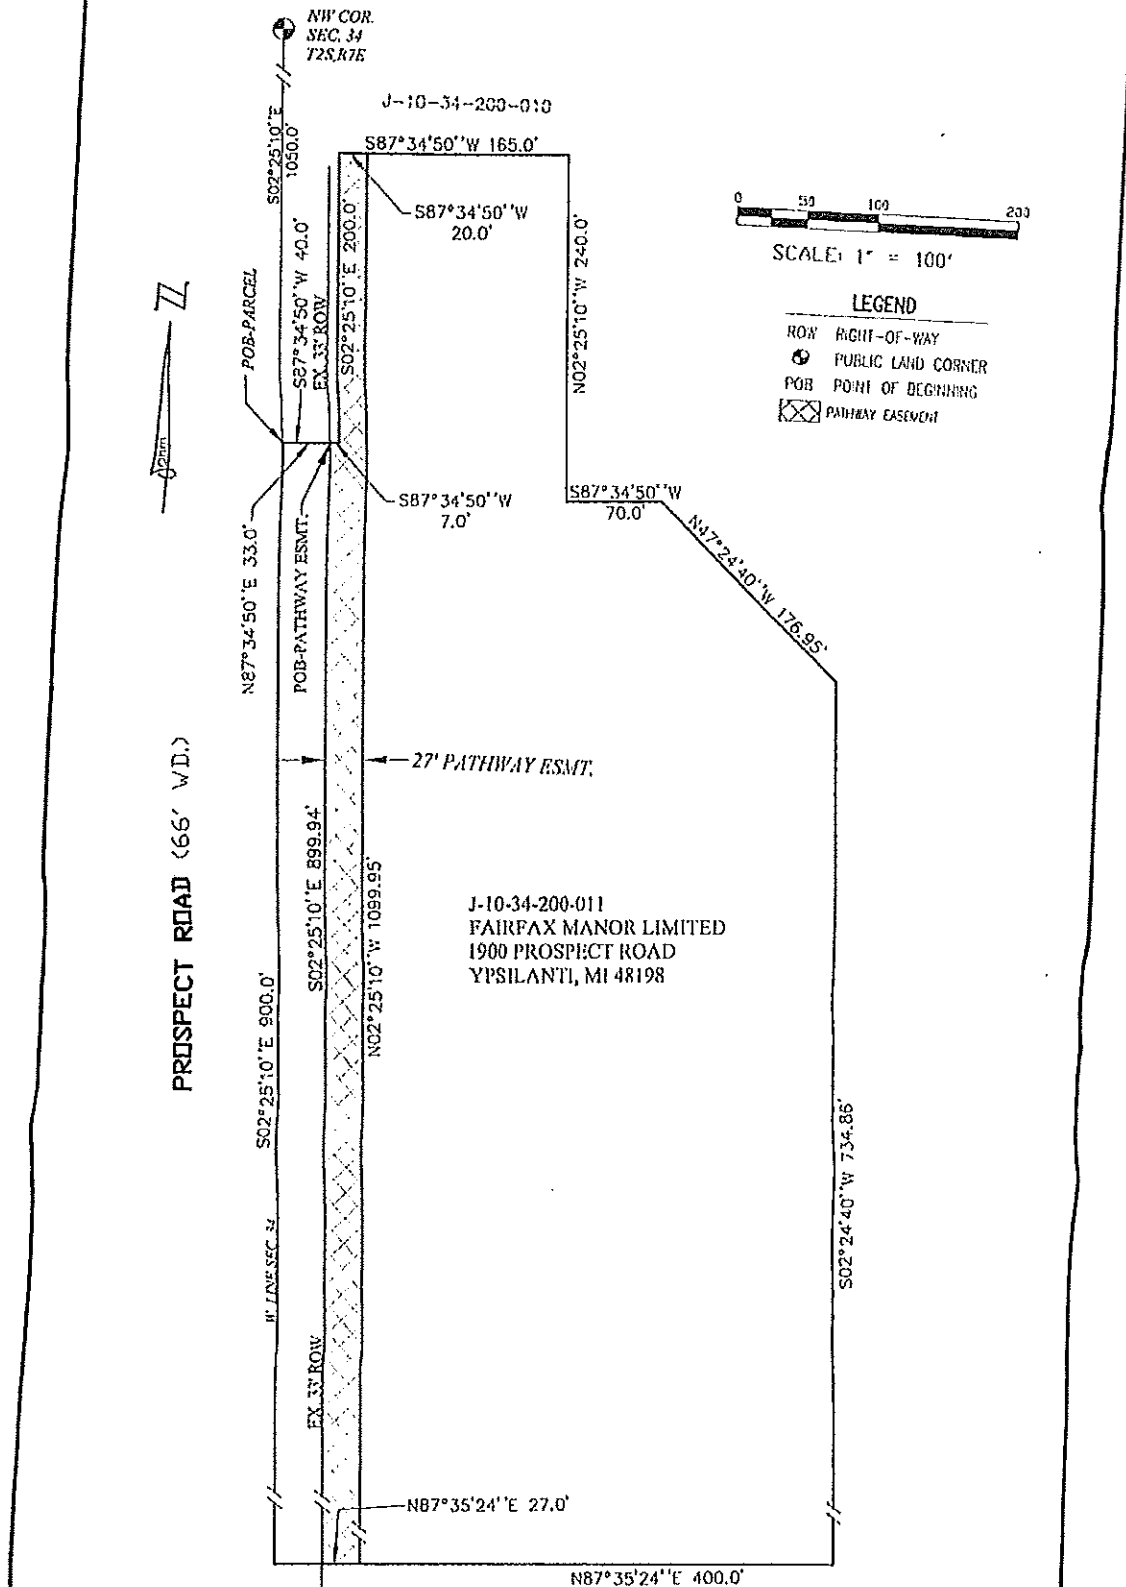 NW COR.
SEC. 34
T2S,R7E
J-10-34-200-010
S02°25'10''E
1050.0'
S87°34'50''W 165.0'
S87°34'50''W
20.0'
0 50 100 200
SCALE: 1" = 100'
LEGEND
ROW RIGHT-OF-WAY
PUBLIC LAND CORNER
POB POINT OF BEGINNING
PATHWAY EASEMENT
Z
POB-PARCEL
S87°34'50''W 40.0'
EX. 33' ROW
S02°25'10''E 200.0'
N02°25'10''W 240.0'
S87°34'50''W
7.0'
S87°34'50''W
70.0'
N47°24'40''W 176.95'
N87°34'50''E 33.0'
POB-PATHWAY ESMT.
27' PATHWAY ESMT.
PROSPECT ROAD (66' WD.)
S02°25'10''E 899.94'
N02°25'10''W 1099.95'
J-10-34-200-011
FAIRFAX MANOR LIMITED
1900 PROSPECT ROAD
YPSILANTI, MI 48198
S02°25'10''E 900.0'
S02°24'40''W 734.86'
W. LINE SEC. 34
EX. 33' ROW
N87°35'24''E 27.0'
N87°35'24''E 400.0'